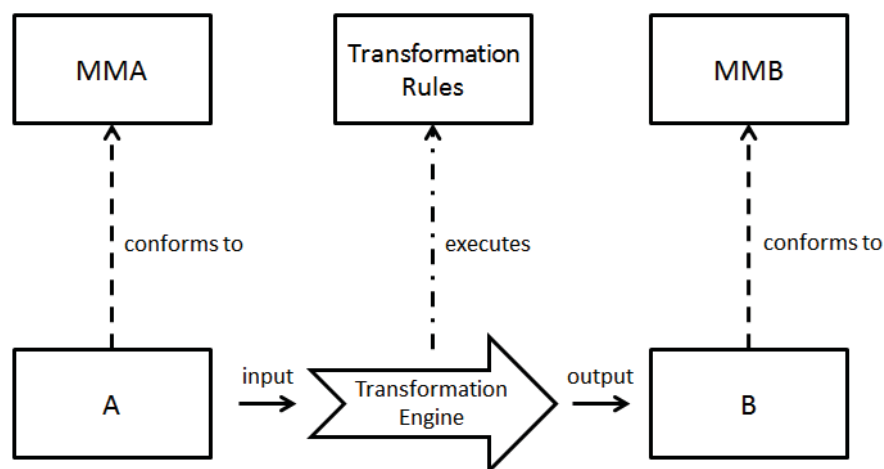 MMA
Transformation
Rules
MMB
conforms to
executes
conforms to
A
input
Transformation
Engine
output
B